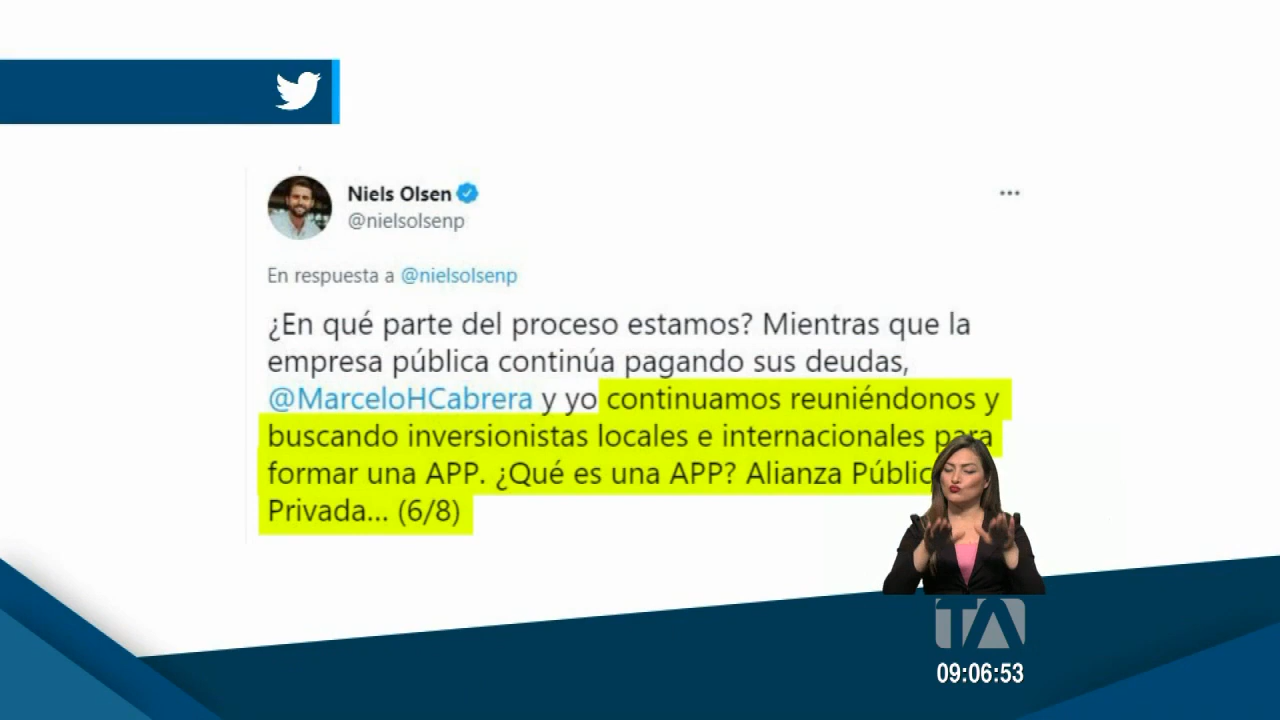 Niels Olsen
@nielsolsenp
En respuesta a @nielsolsenp
¿En qué parte del proceso estamos? Mientras que la
empresa pública continúa pagando sus deudas,
@MarceloHCabrera y yo continuamos reuniéndonos y
buscando inversionistas locales e internacionales para
formar una APP. ¿Qué es una APP? Alianza Públic
Privada... (6/8)
TA
09:06:53